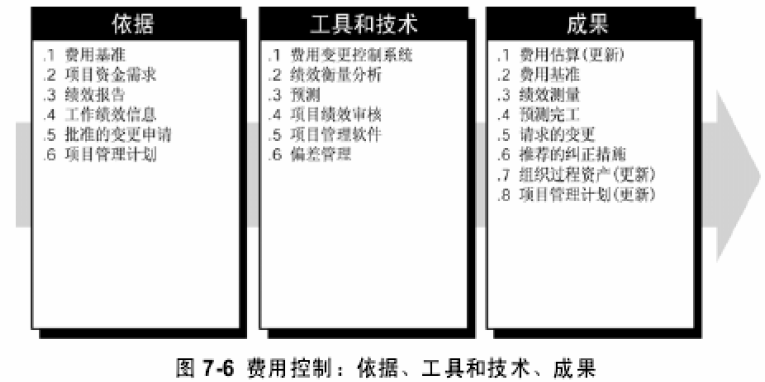 依据
.1 费用基准
.2 项目资金需求
.3 绩效报告
.4 工作绩效信息
.5 批准的变更申请
.6 项目管理计划
工具和技术
.1 费用变更控制系统
.2 绩效衡量分析
.3 预测
.4 项目绩效审核
.5 项目管理软件
.6 偏差管理
成果
.1 费用估算(更新)
.2 费用基准
.3 绩效测量
.4 预测完工
.5 请求的变更
.6 推荐的纠正措施
.7 组织过程资产(更新)
.8 项目管理计划(更新)
图 7-6 费用控制：依据、工具和技术、成果